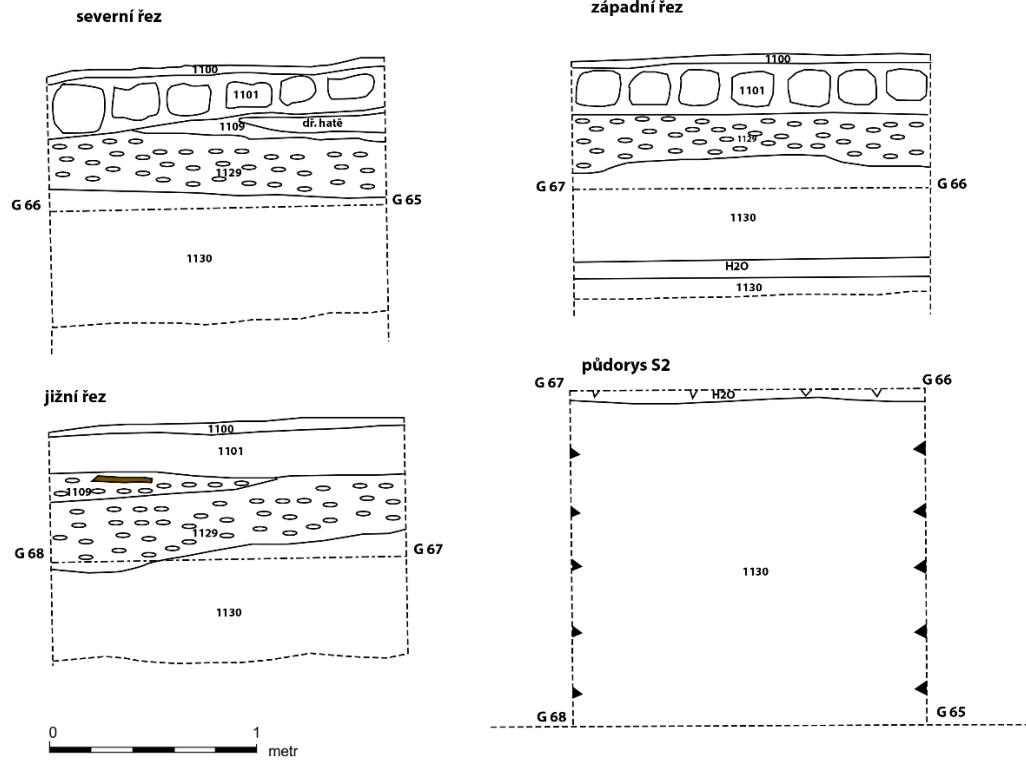 severní řez
1100
1101
1109
dř. hatě
1129
G 66
G 65
1130
západní řez
1100
1101
1129
G 67
G 66
1130
H2O
1130
jižní řez
1100
1101
1109
1129
G 68
G 67
1130
půdorys S2
G 67
G 66
H2O
1130
G 68
G 65
0 1
metr